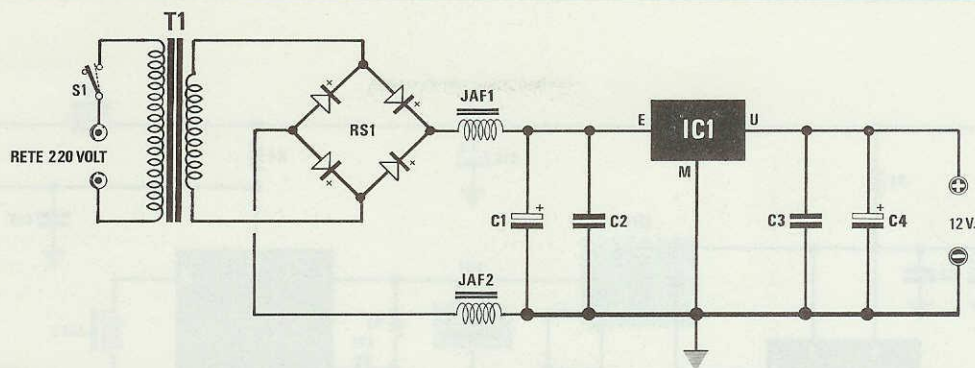 T1
S1
RETE 220 VOLT
RS1
JAF1
E
IC1
U
M
C1
+
C2
C3
+
C4
+
12 V.
−
JAF2